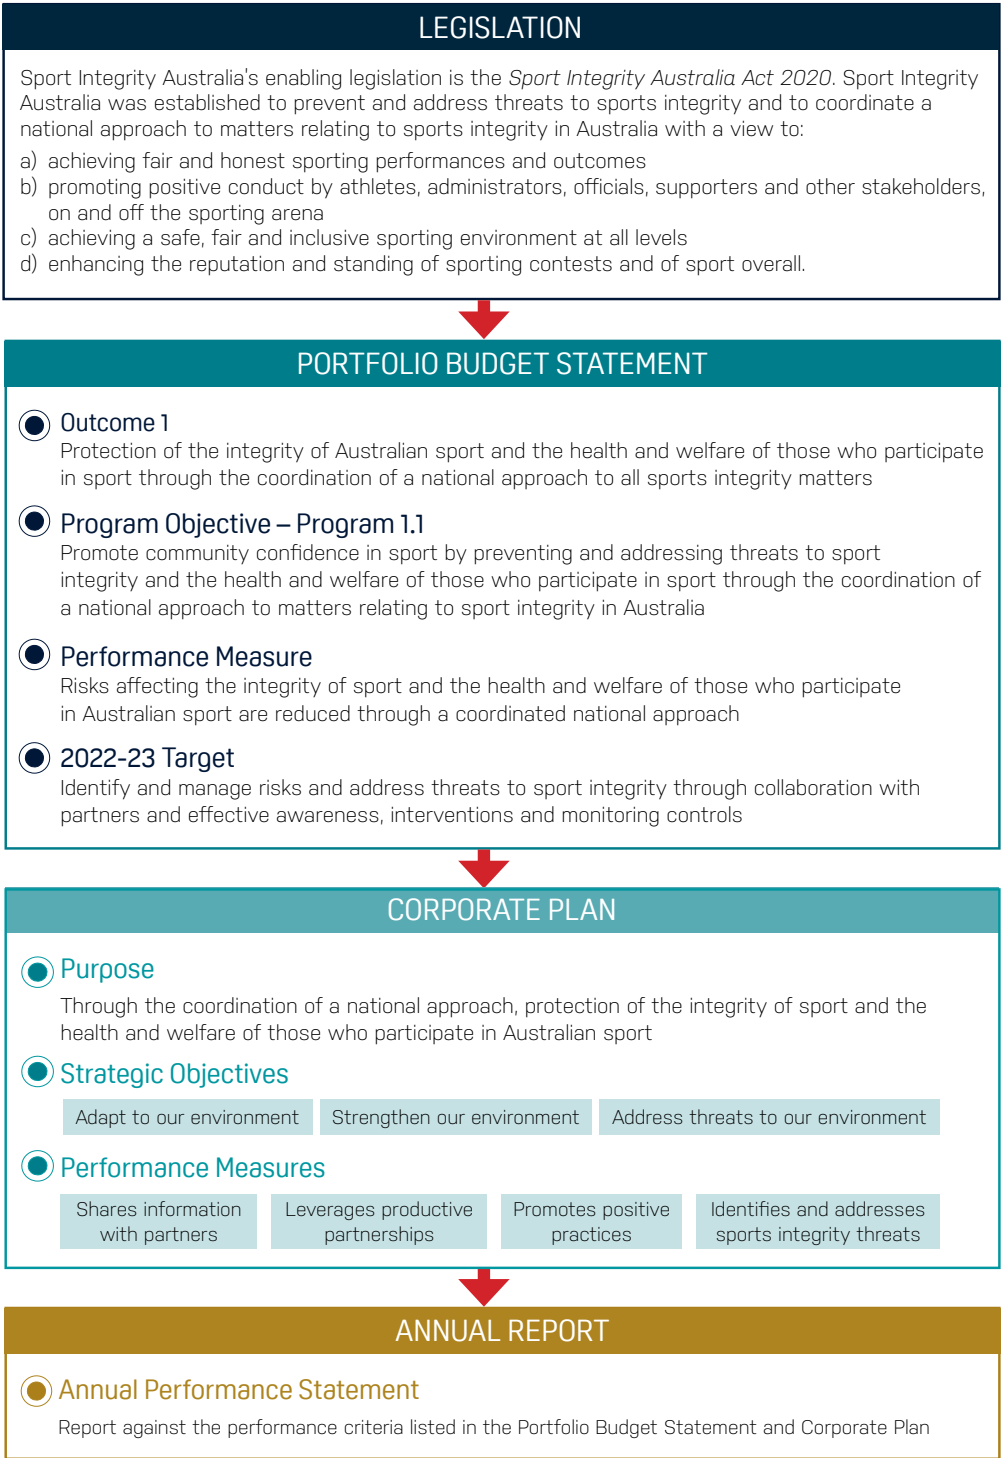 LEGISLATION
Sport Integrity Australia's enabling legislation is the Sport Integrity Australia Act 2020. Sport Integrity
Australia was established to prevent and address threats to sports integrity and to coordinate a
national approach to matters relating to sports integrity in Australia with a view to:
a) achieving fair and honest sporting performances and outcomes
b) promoting positive conduct by athletes, administrators, officials, supporters and other stakeholders,
on and off the sporting arena
c) achieving a safe, fair and inclusive sporting environment at all levels
d) enhancing the reputation and standing of sporting contests and of sport overall.
PORTFOLIO BUDGET STATEMENT
Outcome 1
Protection of the integrity of Australian sport and the health and welfare of those who participate
in sport through the coordination of a national approach to all sports integrity matters
Program Objective – Program 1.1
Promote community confidence in sport by preventing and addressing threats to sport
integrity and the health and welfare of those who participate in sport through the coordination of
a national approach to matters relating to sport integrity in Australia
Performance Measure
Risks affecting the integrity of sport and the health and welfare of those who participate
in Australian sport are reduced through a coordinated national approach
2022-23 Target
Identify and manage risks and address threats to sport integrity through collaboration with
partners and effective awareness, interventions and monitoring controls
CORPORATE PLAN
Purpose
Through the coordination of a national approach, protection of the integrity of sport and the
health and welfare of those who participate in Australian sport
Strategic Objectives
Adapt to our environment
Strengthen our environment
Address threats to our environment
Performance Measures
Shares information
with partners
Leverages productive
partnerships
Promotes positive
practices
Identifies and addresses
sports integrity threats
ANNUAL REPORT
Annual Performance Statement
Report against the performance criteria listed in the Portfolio Budget Statement and Corporate Plan